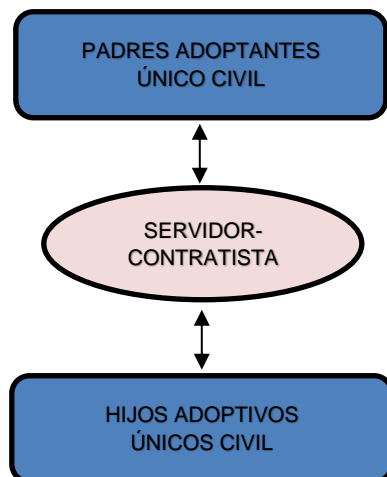 PADRES ADOPTANTES
ÚNICO CIVIL
SERVIDOR-
CONTRATISTA
HIJOS ADOPTIVOS
ÚNICOS CIVIL